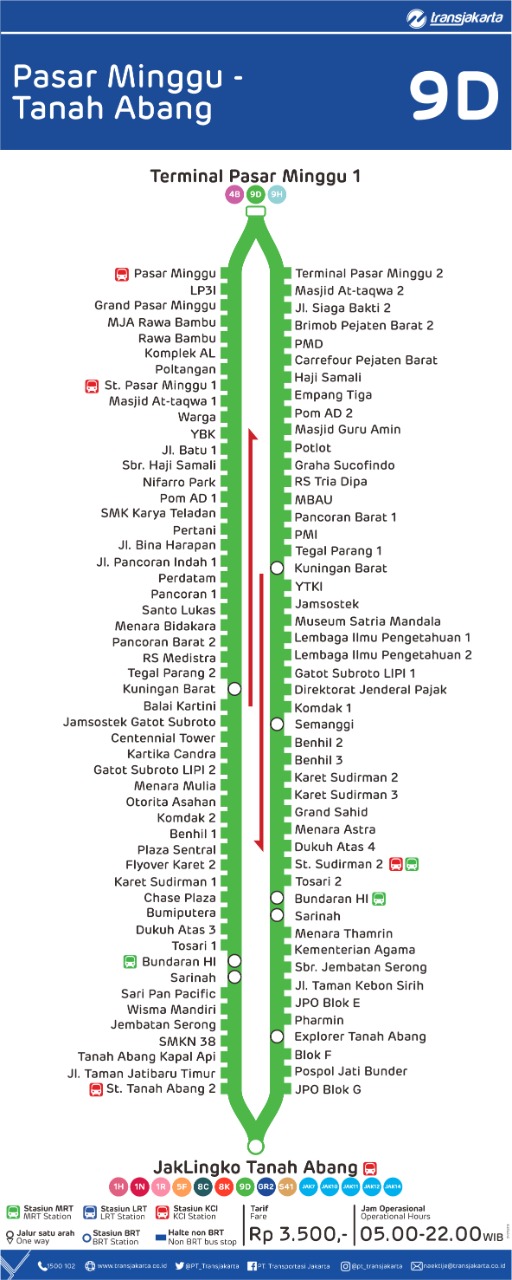 transjakarta
Pasar Minggu -
Tanah Abang
9D
Terminal Pasar Minggu 1
4B 9D 9H
Pasar Minggu
LP3I
Grand Pasar Minggu
MJA Rawa Bambu
Rawa Bambu
Komplek AL
Poltangan
St. Pasar Minggu 1
Masjid At-taqwa 1
Warga
YBK
Jl. Batu 1
Sbr. Haji Samali
Nifarro Park
Pom AD 1
SMK Karya Teladan
Pertani
Jl. Bina Harapan
Jl. Pancoran Indah 1
Perdatam
Pancoran 1
Santo Lukas
Menara Bidakara
Pancoran Barat 2
RS Medistra
Tegal Parang 2
Kuningan Barat
Balai Kartini
Jamsostek Gatot Subroto
Centennial Tower
Kartika Candra
Gatot Subroto LIPI 2
Menara Mulia
Otorita Asahan
Komdak 2
Benhil 1
Plaza Sentral
Flyover Karet 2
Karet Sudirman 1
Chase Plaza
Bumiputera
Dukuh Atas 3
Tosari 1
Bundaran HI
Sarinah
Sari Pan Pacific
Wisma Mandiri
Jembatan Serong
SMKN 38
Tanah Abang Kapal Api
Jl. Taman Jatibaru Timur
St. Tanah Abang 2
Terminal Pasar Minggu 2
Masjid At-taqwa 2
Jl. Siaga Bakti 2
Brimob Pejaten Barat 2
PMD
Carrefour Pejaten Barat
Haji Samali
Empang Tiga
Pom AD 2
Masjid Guru Amin
Potlot
Graha Sucofindo
RS Tria Dipa
MBAU
Pancoran Barat 1
PMI
Tegal Parang 1
Kuningan Barat
YTKI
Jamsostek
Museum Satria Mandala
Lembaga Ilmu Pengetahuan 1
Lembaga Ilmu Pengetahuan 2
Gatot Subroto LIPI 1
Direktorat Jenderal Pajak
Komdak 1
Semanggi
Benhil 2
Benhil 3
Karet Sudirman 2
Karet Sudirman 3
Grand Sahid
Menara Astra
Dukuh Atas 4
St. Sudirman 2
Tosari 2
Bundaran HI
Sarinah
Menara Thamrin
Kementerian Agama
Sbr. Jembatan Serong
Jl. Taman Kebon Sirih
JPO Blok E
Pharmin
Explorer Tanah Abang
Blok F
Pospol Jati Bunder
JPO Blok G
JakLingko Tanah Abang
1H 1N 1R 5F 8C 8K 9D GR2 S41
Stasiun MRT
MRT Station
Stasiun LRT
LRT Station
Stasiun KCI
KCI Station
Jalur satu arah
One way
Stasiun BRT
BRT Station
Non BRT
Non BRT bus stop
Tarif
Fare
Rp 3.500,-
Jam Operasional
Operational Hours
05.00-22.00 WIB
1500 102
www.transjakarta.co.id
@PT_Transjakarta
PT Transportasi Jakarta
@pt_transjakarta